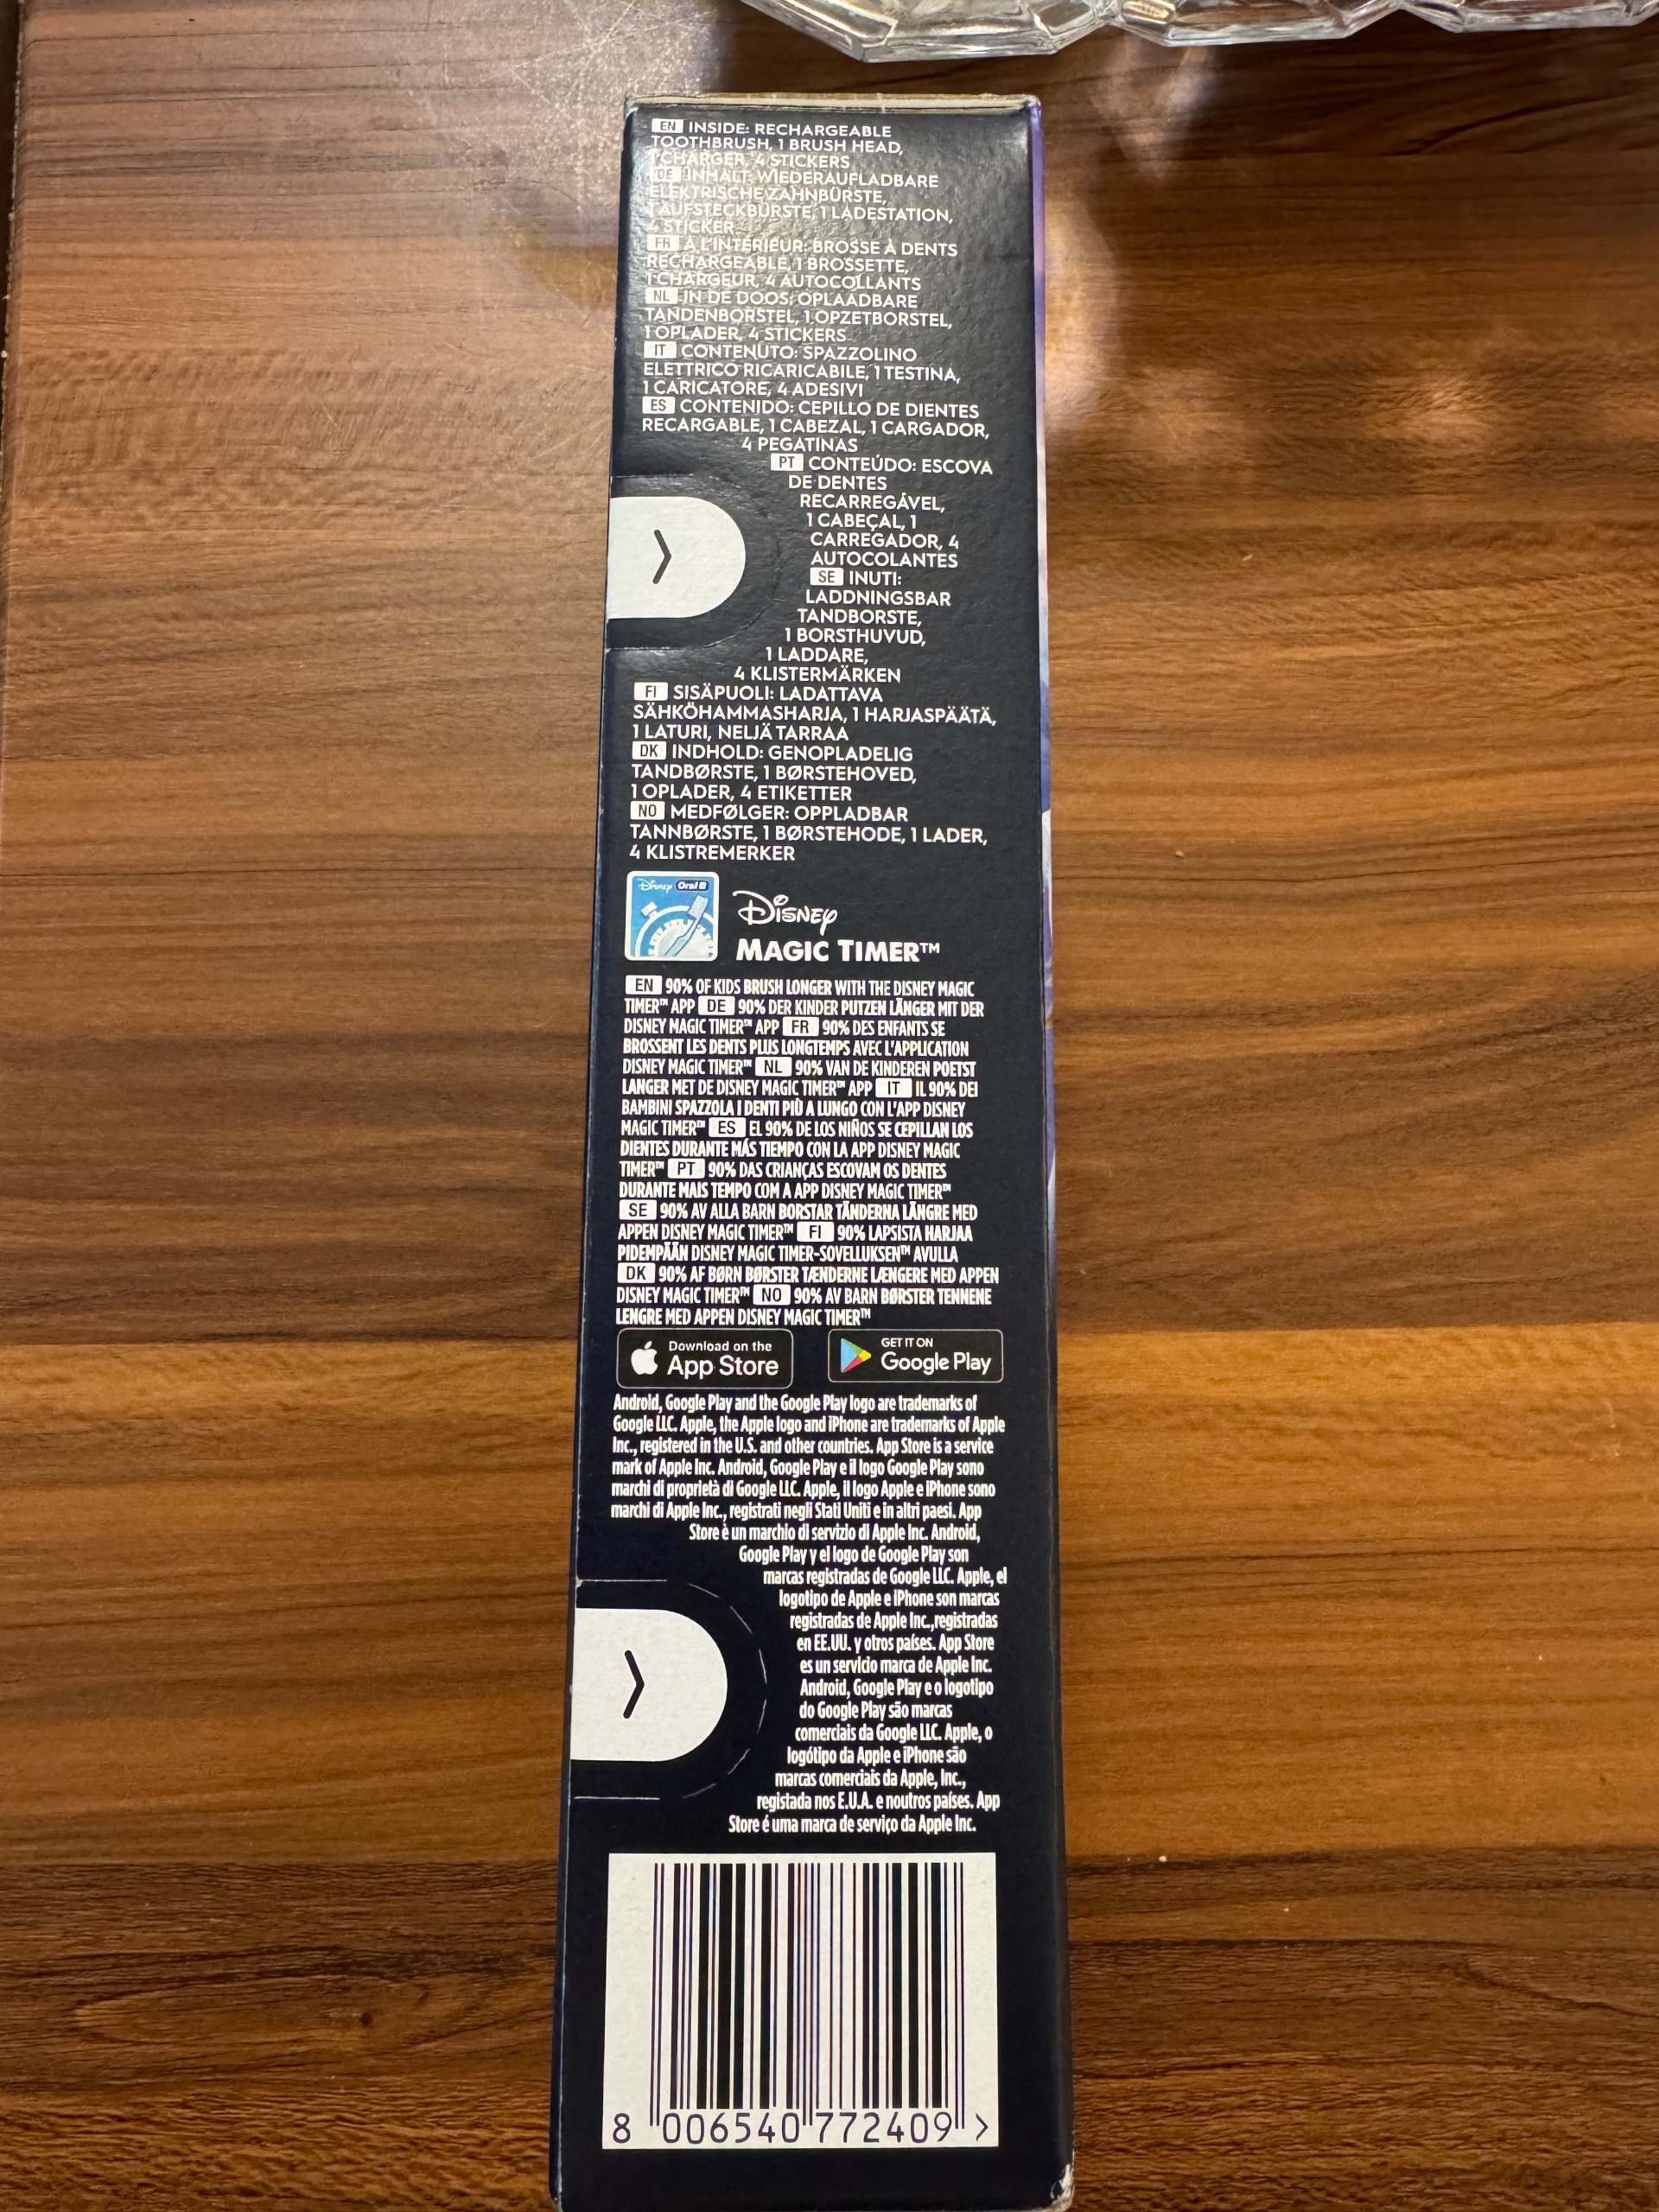 EN INSIDE: RECHARGEABLE
TOOTHBRUSH, 1 BRUSH HEAD,
1 CHARGER, 4 STICKERS
DE INHALT: WIEDERAUFLADBARE
ELEKTRISCHE ZAHNBÜRSTE,
1 AUFSTECKBÜRSTE, 1 LADESTATION,
4 STICKER
FR À L'INTÉRIEUR: BROSSE À DENTS
RECHARGEABLE, 1 BROSSETTE,
1 CHARGEUR, 4 AUTOCOLLANTS
NL IN DE DOOS: OPLAADBARE
TANDENBORSTEL, 1 OPZETBORSTEL,
1 OPLADER, 4 STICKERS
IT CONTENUTO: SPAZZOLINO
ELETTRICO RICARICABILE, 1 TESTINA,
1 CARICATORE, 4 ADESIVI
ES CONTENIDO: CEPILLO DE DIENTES
RECARGABLE, 1 CABEZAL, 1 CARGADOR,
4 PEGATINAS
PT CONTEÚDO: ESCOVA
DE DENTES
RECARREGÁVEL,
1 CABEÇAL, 1
CARREGADOR, 4
AUTOCOLANTES
SE INUTI:
LADDNINGSBAR
TANDBORSTE,
1 BORSTHUVUD,
1 LADDARE,
4 KLISTERMÄRKEN
FI SISÄPUOLI: LADATTAVA
SÄHKÖHAMMASHARJA, 1 HARJASPÄÄTÄ,
1 LATURI, NELJÄ TARRAA
DK INDHOLD: GENOPLADELIG
TANDBØRSTE, 1 BØRSTEHOVED,
1 OPLADER, 4 ETIKETTER
NO MEDFØLGER: OPPLADBAR
TANNBØRSTE, 1 BØRSTEHODE, 1 LADER,
4 KLISTREMERKER
Disney Oral B
Disney
MAGIC TIMER™
EN 90% OF KIDS BRUSH LONGER WITH THE DISNEY MAGIC
TIMER™ APP DE 90% DER KINDER PUTZEN LÄNGER MIT DER
DISNEY MAGIC TIMER™ APP FR 90% DES ENFANTS SE
BROSSENT LES DENTS PLUS LONGTEMPS AVEC L'APPLICATION
DISNEY MAGIC TIMER™ NL 90% VAN DE KINDEREN POETST
LANGER MET DE DISNEY MAGIC TIMER™ APP IT IL 90% DEI
BAMBINI SPAZZOLA I DENTI PIÙ A LUNGO CON L'APP DISNEY
MAGIC TIMER™ ES EL 90% DE LOS NIÑOS SE CEPILLAN LOS
DIENTES DURANTE MÁS TIEMPO CON LA APP DISNEY MAGIC
TIMER™ PT 90% DAS CRIANÇAS ESCOVAM OS DENTES
DURANTE MAIS TEMPO COM A APP DISNEY MAGIC TIMER™
SE 90% AV ALLA BARN BORSTAR TÄNDERNA LÄNGRE MED
APPEN DISNEY MAGIC TIMER™ FI 90% LAPSISTA HARJAA
PIDEMPÄÄN DISNEY MAGIC TIMER-SOVELLUKSEN™ AVULLA
DK 90% AF BØRN BØRSTER TÆNDERNE LÆNGERE MED APPEN
DISNEY MAGIC TIMER™ NO 90% AV BARN BØRSTER TENNENE
LENGRE MED APPEN DISNEY MAGIC TIMER™
Download on the
App Store
GET IT ON
Google Play
Android, Google Play and the Google Play logo are trademarks of
Google LLC. Apple, the Apple logo and iPhone are trademarks of Apple
Inc., registered in the U.S. and other countries. App Store is a service
mark of Apple Inc. Android, Google Play e il logo Google Play sono
marchi di proprietà di Google LLC. Apple, il logo Apple e iPhone sono
marchi di Apple Inc., registrati negli Stati Uniti e in altri paesi. App
Store è un marchio di servizio di Apple Inc. Android,
Google Play y el logo de Google Play son
marcas registradas de Google LLC. Apple, el
logotipo de Apple e iPhone son marcas
registradas de Apple Inc.,registradas
en EE.UU. y otros países. App Store
es un servicio marca de Apple Inc.
Android, Google Play e o logotipo
do Google Play são marcas
comerciais da Google LLC. Apple, o
logótipo da Apple e iPhone são
marcas comerciais da Apple, Inc.,
registada nos E.U.A. e noutros países. App
Store é uma marca de serviço da Apple Inc.
8 006540 772409 >